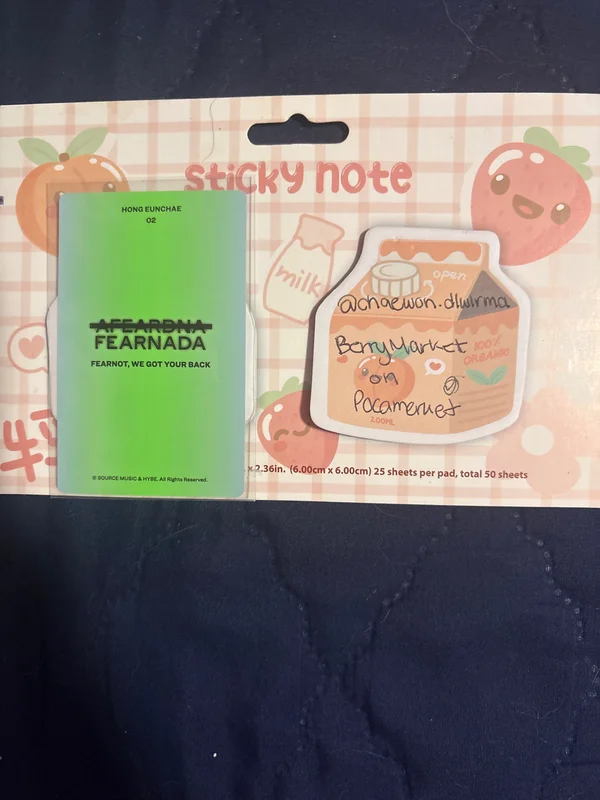 sticky note
HONG EUNCHAE
02
AFEARDNA
FEARNADA
FEARNOT, WE GOT YOUR BACK
© SOURCE MUSIC & HYBE. All Rights Reserved.
milk
open
@chaewon.dlwlrma
BerryMarket
on
Pocamarket
100%
ORGANIC
200ML
x 2.36in. (6.00cm x 6.00cm) 25 sheets per pad, total 50 sheets